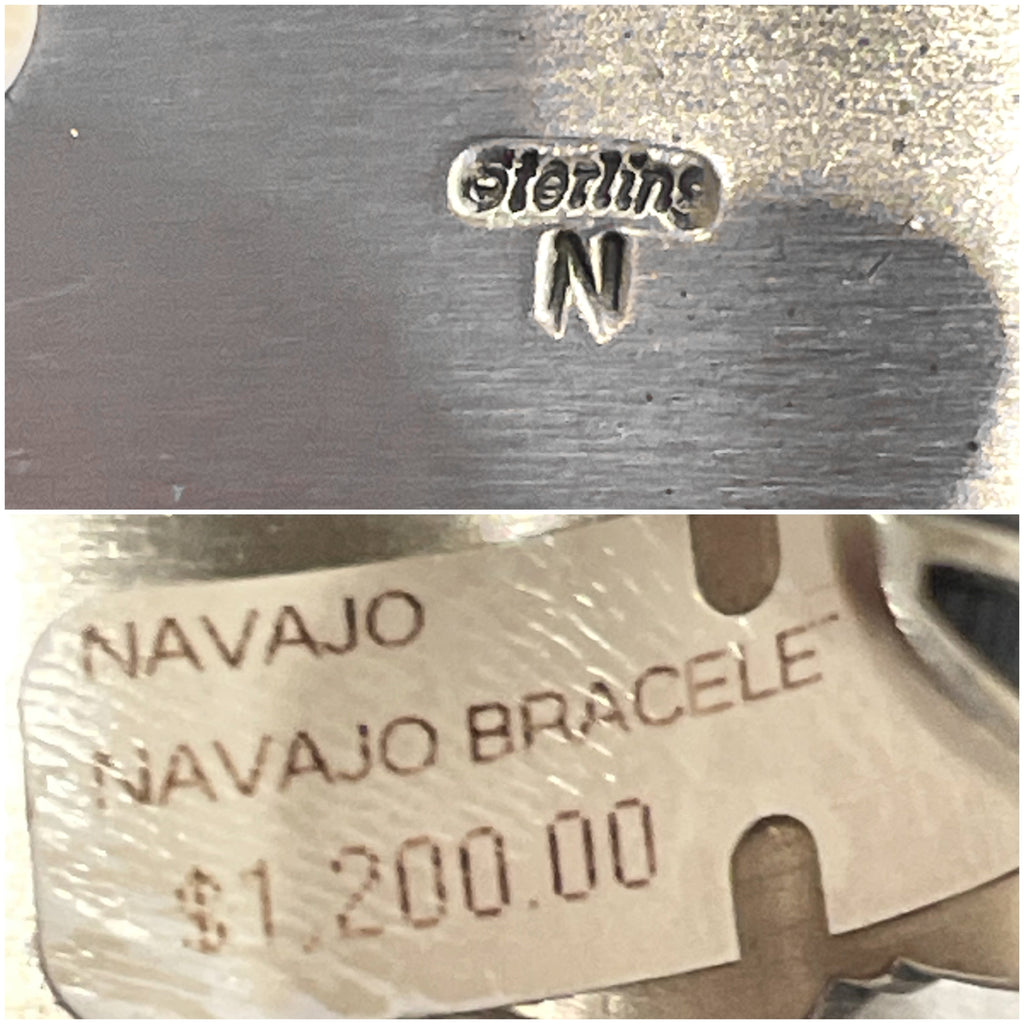 Sterling
N
NAVAJO
NAVAJO BRACELET
$1,200.00